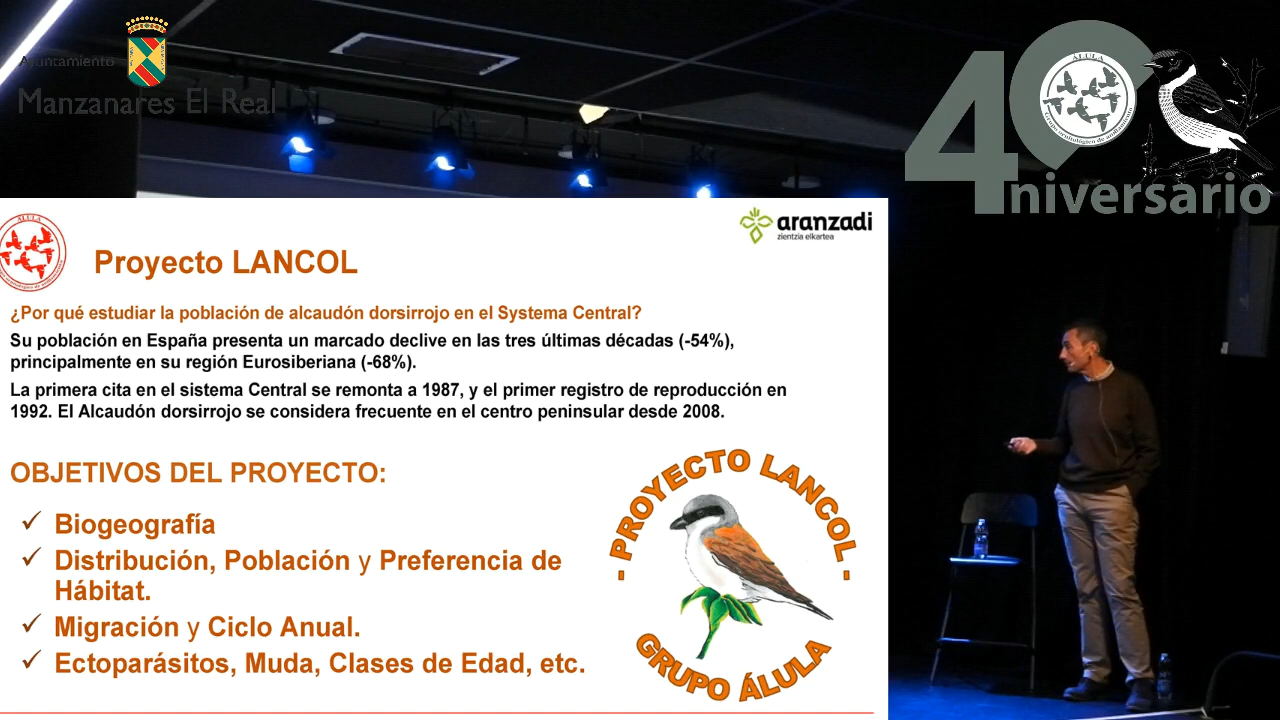 Ayuntamiento
Manzanares El Real
40
niversario
ÁLULA
Grupo ornitológico de anillamiento
ÁLULA
aranzadi
zientzia elkartea
Proyecto LANCOL
¿Por qué estudiar la población de alcaudón dorsirrojo en el Systema Central?
Su población en España presenta un marcado declive en las tres últimas décadas (-54%),
principalmente en su región Eurosiberiana (-68%).
La primera cita en el sistema Central se remonta a 1987, y el primer registro de reproducción en
1992. El Alcaudón dorsirrojo se considera frecuente en el centro peninsular desde 2008.
OBJETIVOS DEL PROYECTO:
✓ Biogeografía
✓ Distribución, Población y Preferencia de
Hábitat.
✓ Migración y Ciclo Anual.
✓ Ectoparásitos, Muda, Clases de Edad, etc.
- PROYECTO LANCOL -
GRUPO ÁLULA